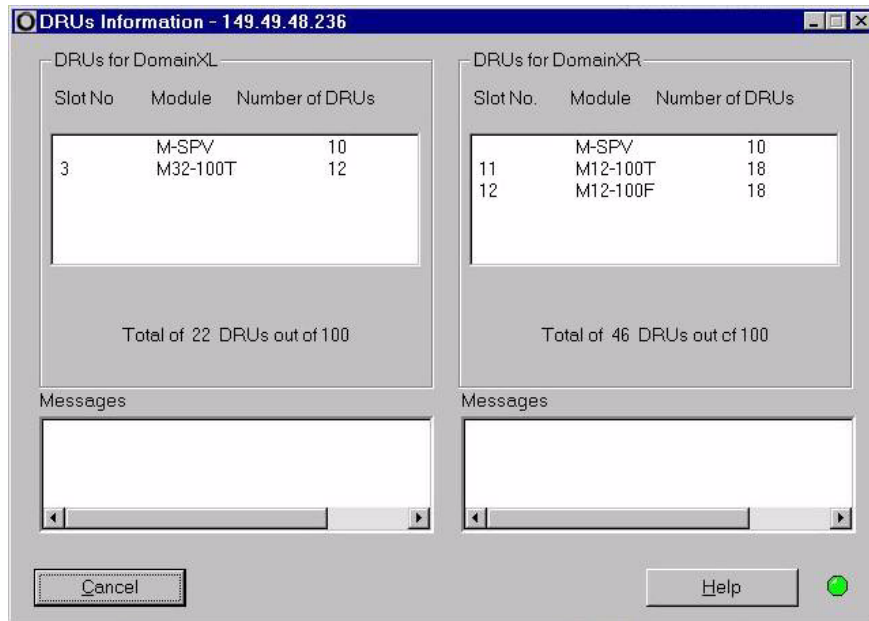 DRUs Information - 149.49.48.236
DRUs for DomainXL
Slot No Module Number of DRUs
M-SPV 10
3 M32-100T 12
Total of 22 DRUs out of 100
Messages
DRUs for DomainXR
Slot No. Module Number of DRUs
M-SPV 10
11 M12-100T 18
12 M12-100F 18
Total of 46 DRUs out of 100
Messages
Cancel
Help